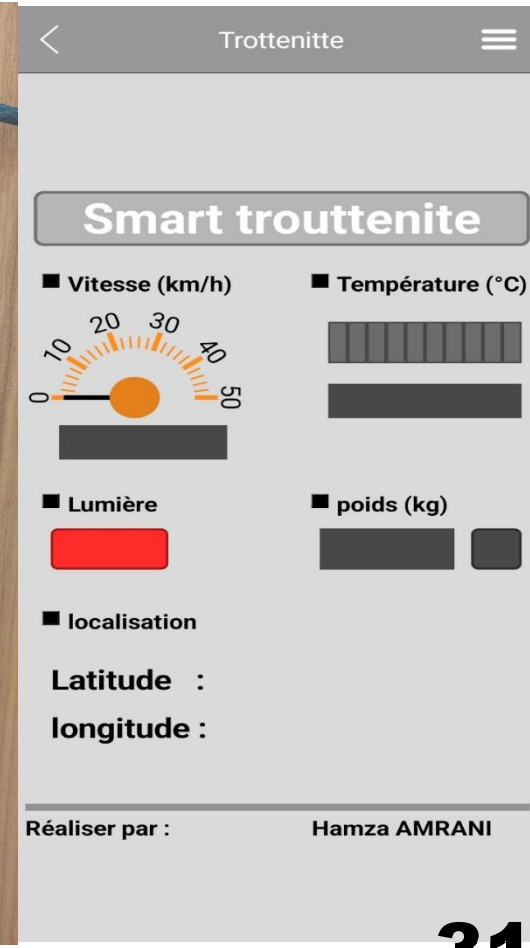 Trottenitte
Smart trouttenite
Vitesse (km/h)
Température (°C)
0 10 20 30 40 50
Lumière
poids (kg)
localisation
Latitude :
longitude :
Réaliser par : Hamza AMRANI
31